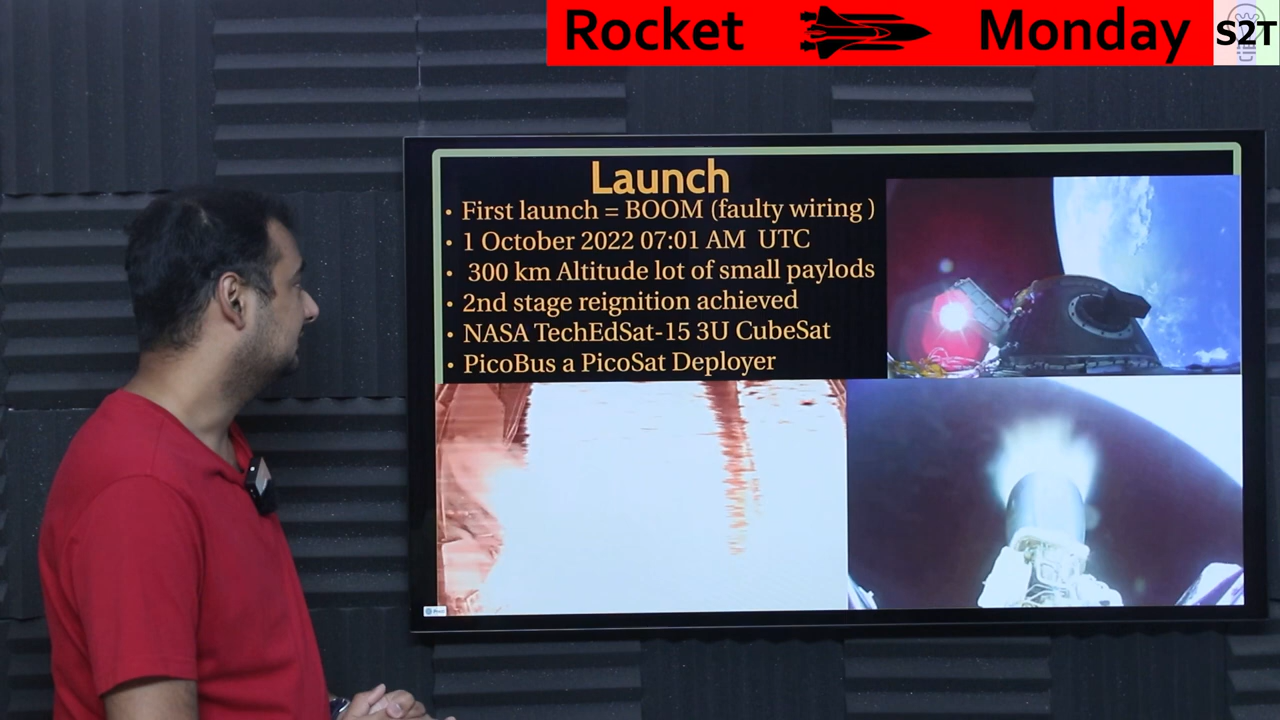 Rocket Monday S2T
Launch
• First launch = BOOM (faulty wiring )
• 1 October 2022 07:01 AM UTC
• 300 km Altitude lot of small paylods
• 2nd stage reignition achieved
• NASA TechEdSat-15 3U CubeSat
• PicoBus a PicoSat Deployer